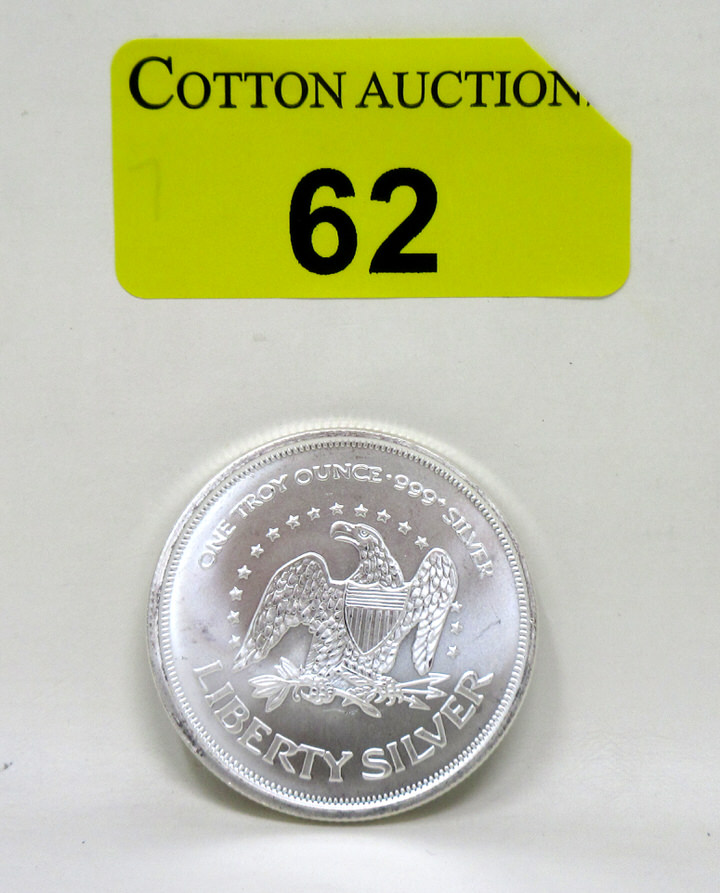 COTTON AUCTION
62
ONE TROY OUNCE · 999+ SILVER
LIBERTY SILVER